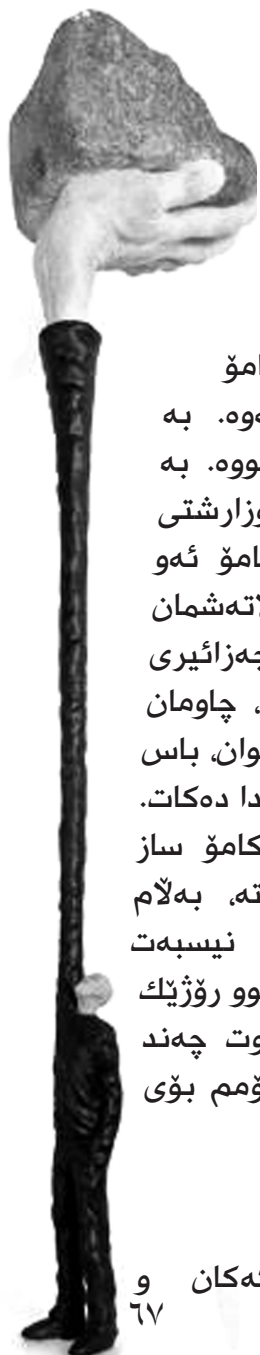 امۆ
ەوە. بە
ووە. بە
وزارشتی
امۆ ئەو
لاتەشمان
جەزائیری
، چاومان
وان، باس
دا دەکات.
کامۆ ساز
تە، بەڵام
نیسبەت
وو رۆژێك
وت چەند
ۆمم بۆی
ەکان و
٦٧